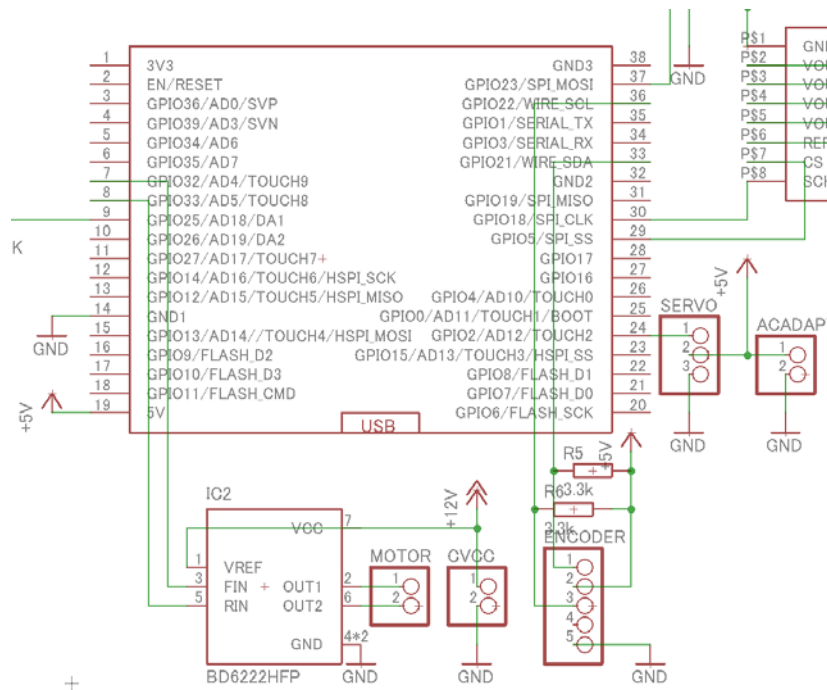 1 3V3
2 EN/RESET
3 GPIO36/AD0/SVP
4 GPIO39/AD3/SVN
5 GPIO34/AD6
6 GPIO35/AD7
7 GPIO32/AD4/TOUCH9
8 GPIO33/AD5/TOUCH8
9 GPIO25/AD18/DA1
10 GPIO26/AD19/DA2
11 GPIO27/AD17/TOUCH7
12 GPIO14/AD16/TOUCH6/HSPI_SCK
13 GPIO12/AD15/TOUCH5/HSPI_MISO
14 GND1
15 GPIO13/AD14//TOUCH4/HSPI_MOSI
16 GPIO9/FLASH_D2
17 GPIO10/FLASH_D3
18 GPIO11/FLASH_CMD
19 5V
K
GND
+5V
USB
GND3 38
GPIO23/SPI_MOSI 37
GPIO22/WIRE_SCL 36
GPIO1/SERIAL_TX 35
GPIO3/SERIAL_RX 34
GPIO21/WIRE_SDA 33
GND2 32
GPIO19/SPI_MISO 31
GPIO18/SPI_CLK 30
GPIO5/SPI_SS 29
GPIO17 28
GPIO16 27
GPIO4/AD10/TOUCH0 26
GPIO0/AD11/TOUCH1/BOOT 25
GPIO2/AD12/TOUCH2 24
GPIO15/AD13/TOUCH3/HSPI_SS 23
GPIO8/FLASH_D1 22
GPIO7/FLASH_D0 21
GPIO6/FLASH_SCK 20
GND
P$1
P$2
P$3
P$4
P$5
P$6
P$7 CS
P$8
+5V
SERVO
1
2
3
GND
ACADAP
1
2
GND
R5
3.3k
+5V
R6
3.3k
ENCODER
1
2
3
4
5
GND
IC2
VCC 7
1 VREF
3 FIN
5 RIN
OUT1 2
OUT2 6
GND 4*2
BD6222HFP
GND
MOTOR
1
2
+12V
CVCC
1
2
GND